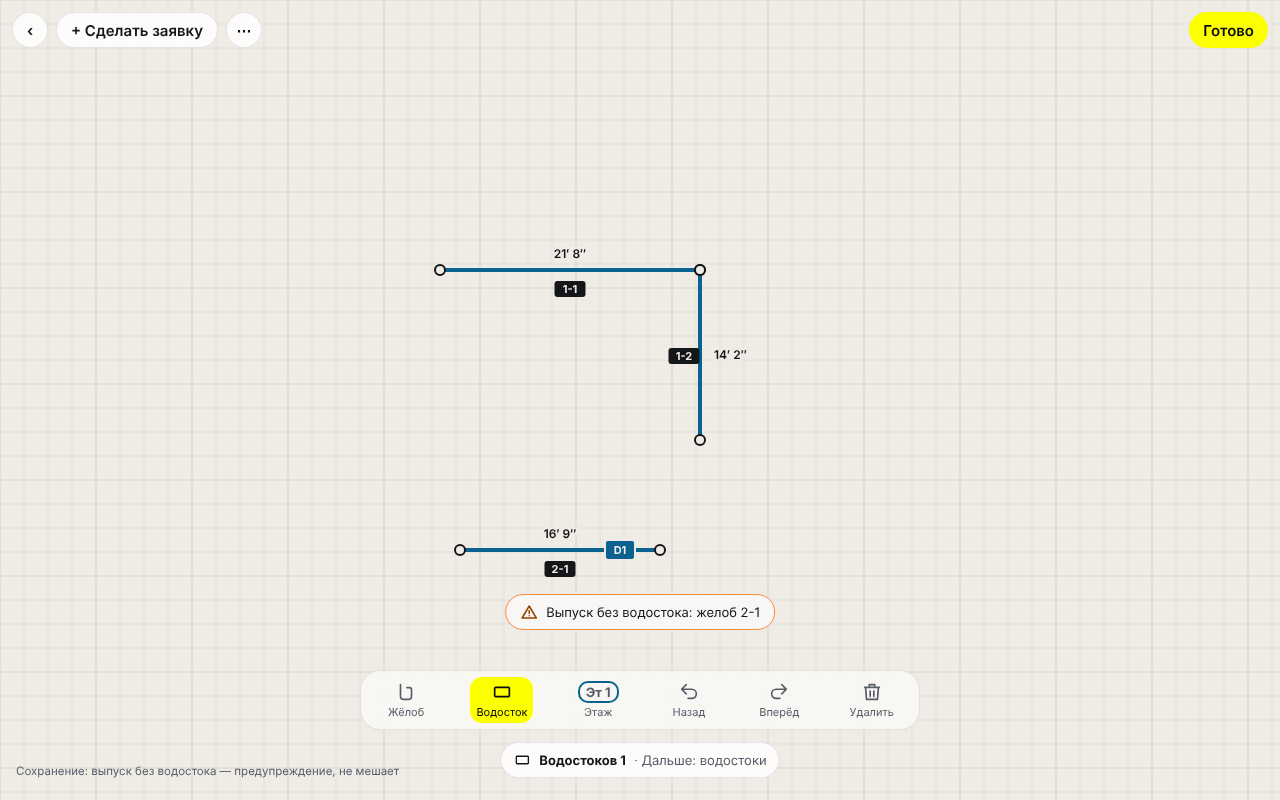 ‹
+ Сделать заявку
···
Готово
21′ 8″
1-1
1-2
14′ 2″
16′ 9″
D1
2-1
Выпуск без водостока: желоб 2-1
Жёлоб
Водосток
Эт 1
Этаж
Назад
Вперёд
Удалить
Водостоков 1 · Дальше: водостоки
Сохранение: выпуск без водостока — предупреждение, не мешает